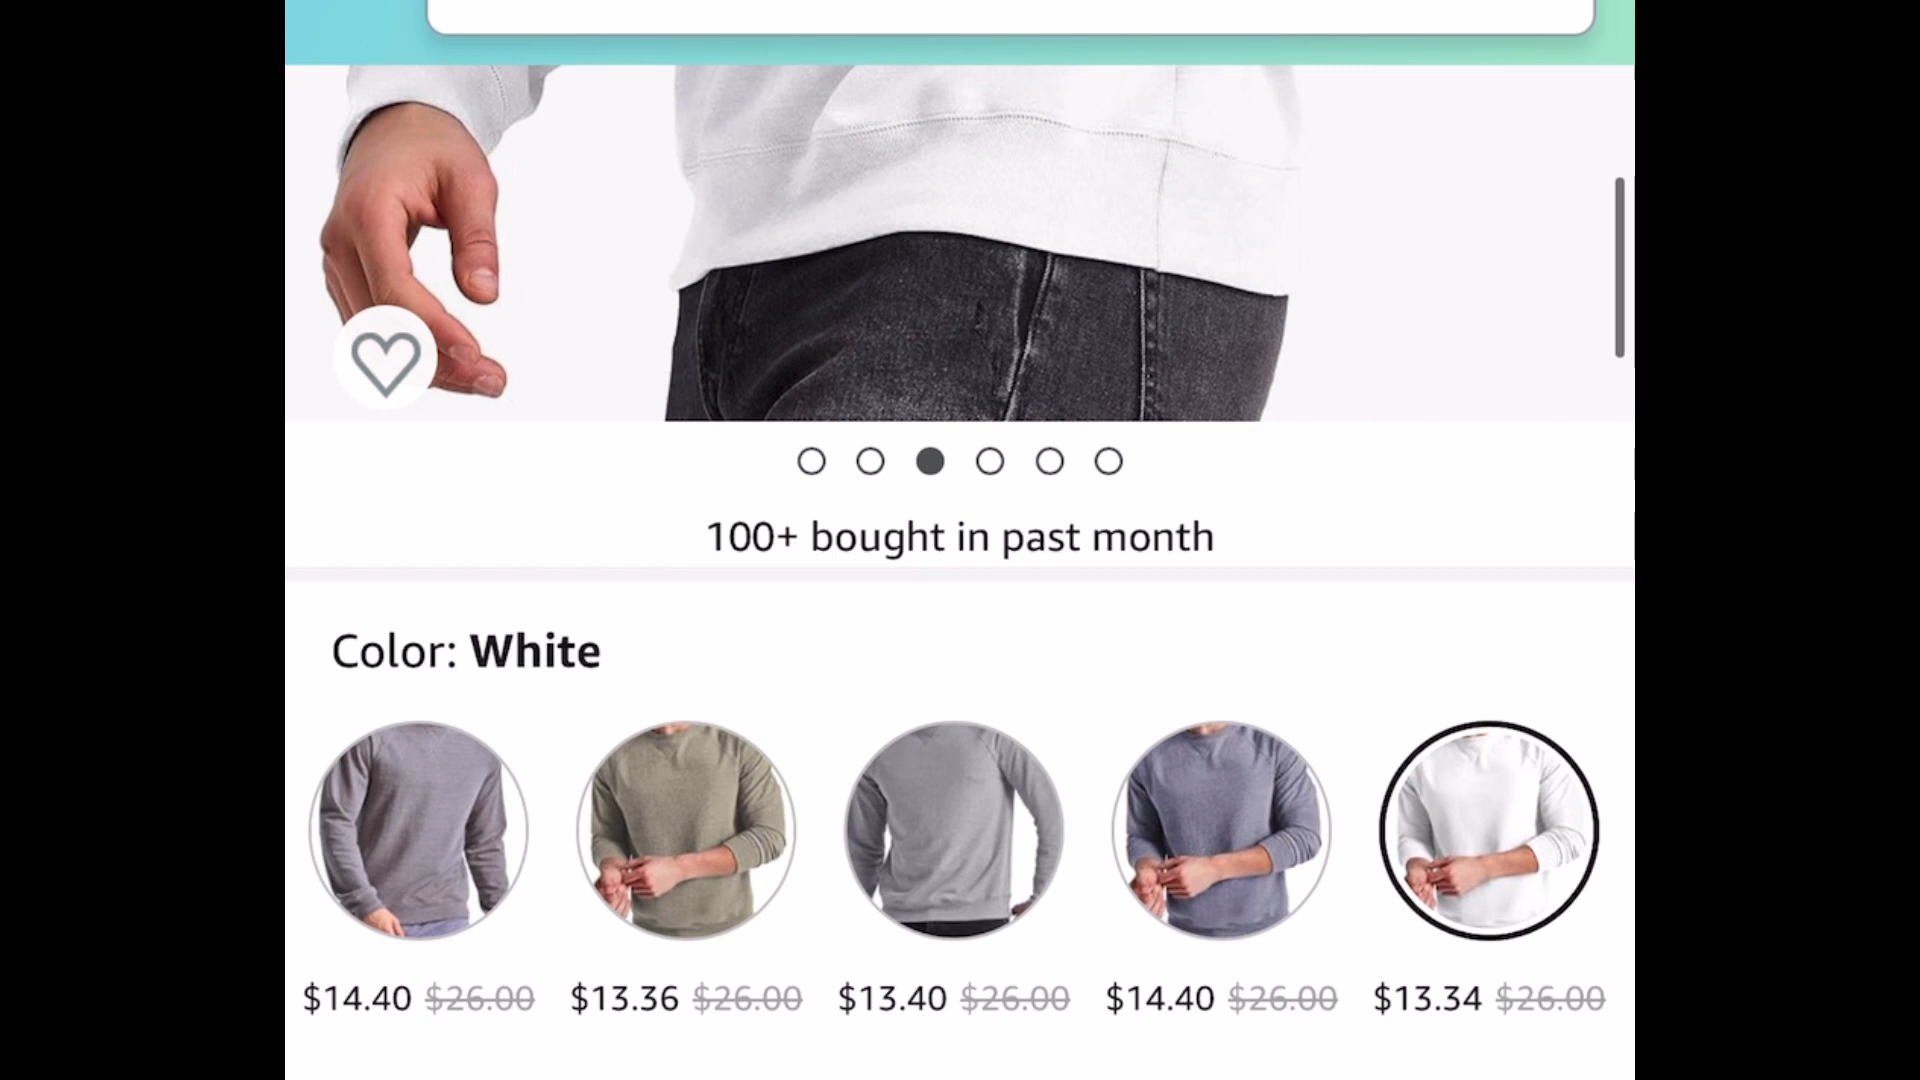 100+ bought in past month
Color: White
$14.40 $26.00 $13.36 $26.00 $13.40 $26.00 $14.40 $26.00 $13.34 $26.00